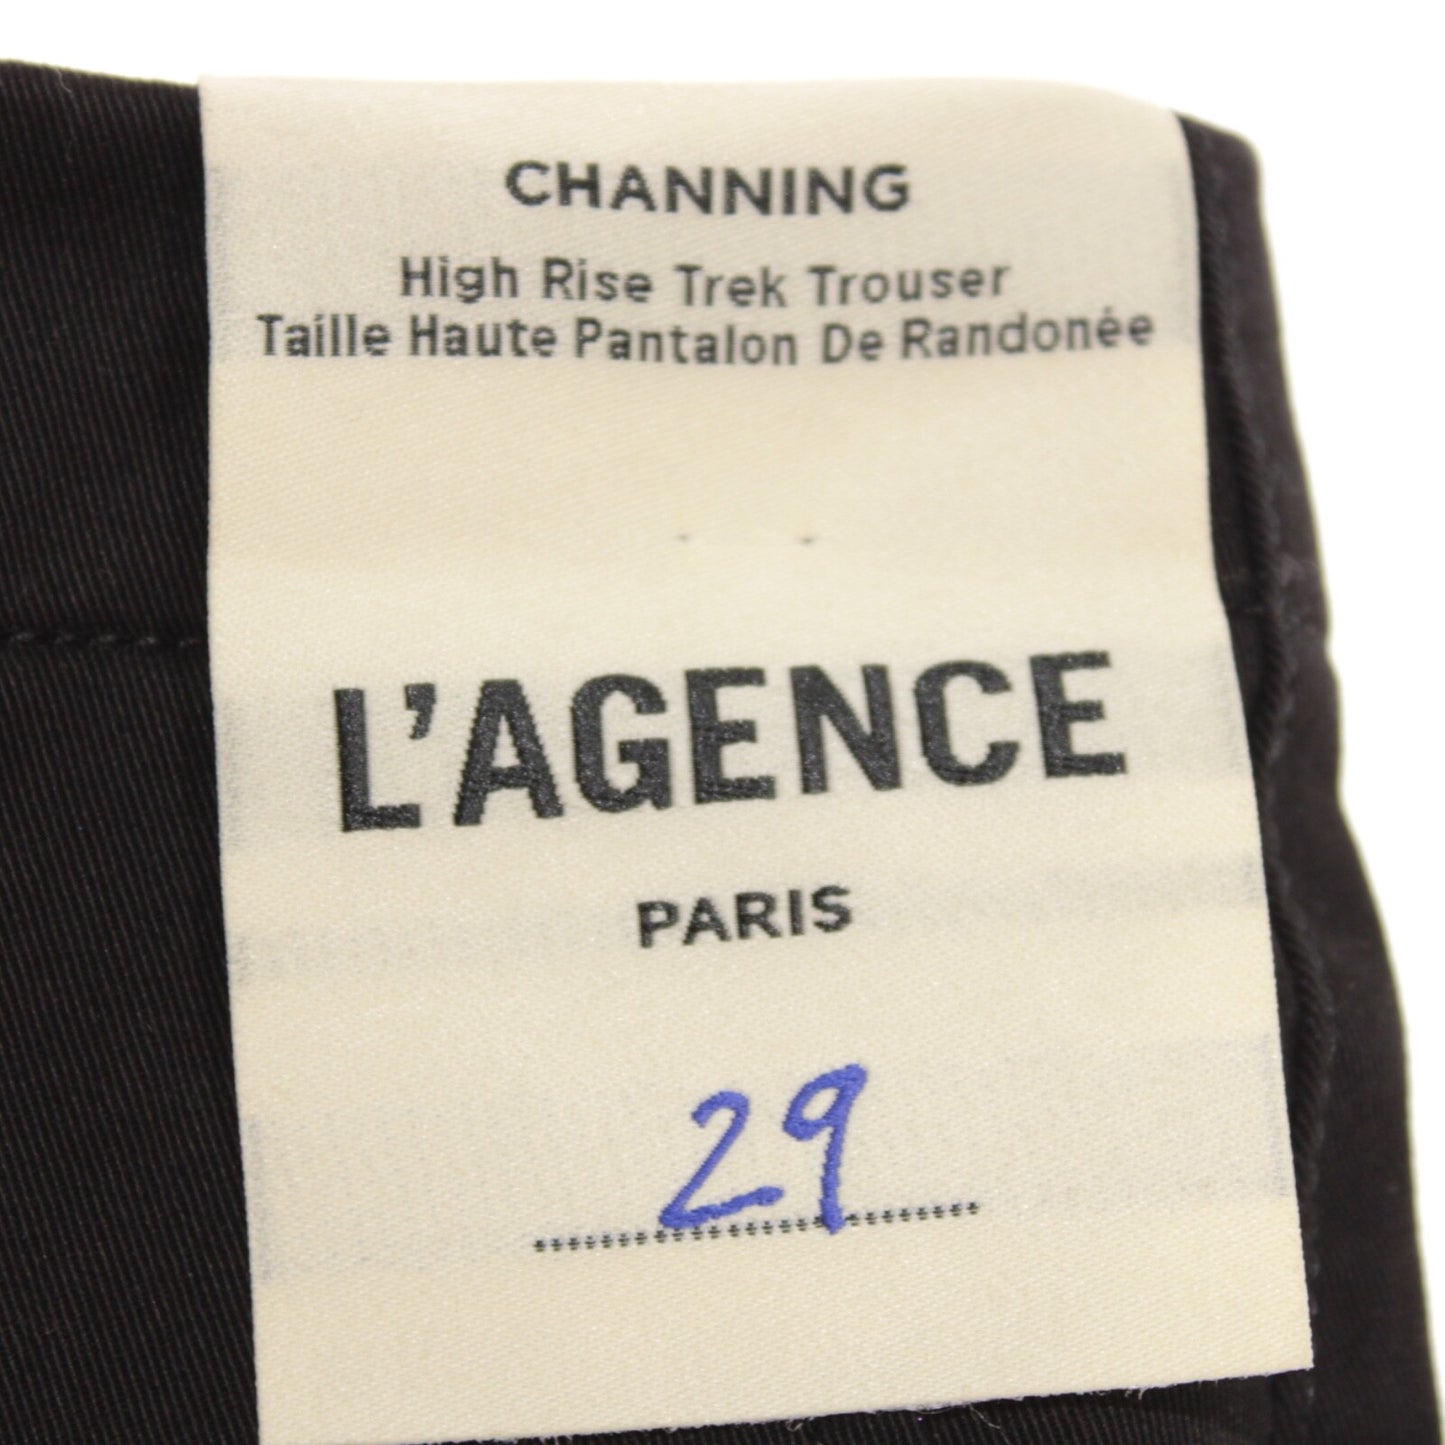 CHANNING
High Rise Trek Trouser
Taille Haute Pantalon De Randonée
L'AGENCE
PARIS
29